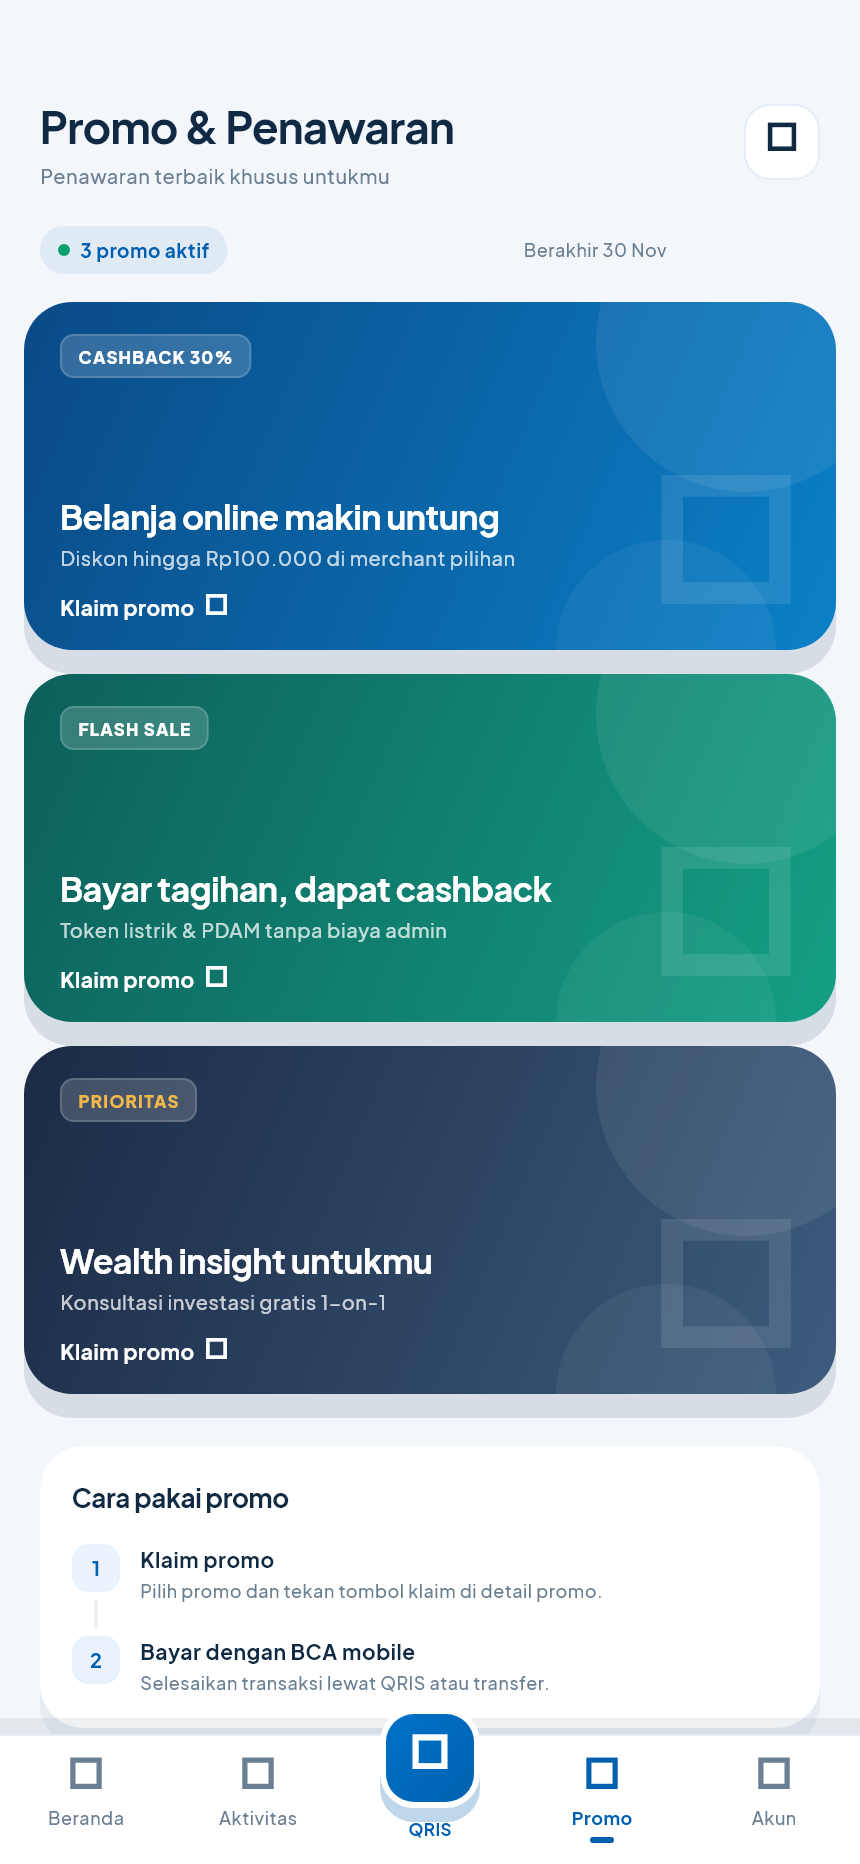 Promo & Penawaran
Penawaran terbaik khusus untukmu
3 promo aktif
Berakhir 30 Nov
CASHBACK 30%
Belanja online makin untung
Diskon hingga Rp100.000 di merchant pilihan
Klaim promo
FLASH SALE
Bayar tagihan, dapat cashback
Token listrik & PDAM tanpa biaya admin
Klaim promo
PRIORITAS
Wealth insight untukmu
Konsultasi investasi gratis 1-on-1
Klaim promo
Cara pakai promo
1
Klaim promo
Pilih promo dan tekan tombol klaim di detail promo.
2
Bayar dengan BCA mobile
Selesaikan transaksi lewat QRIS atau transfer.
Beranda
Aktivitas
QRIS
Promo
Akun